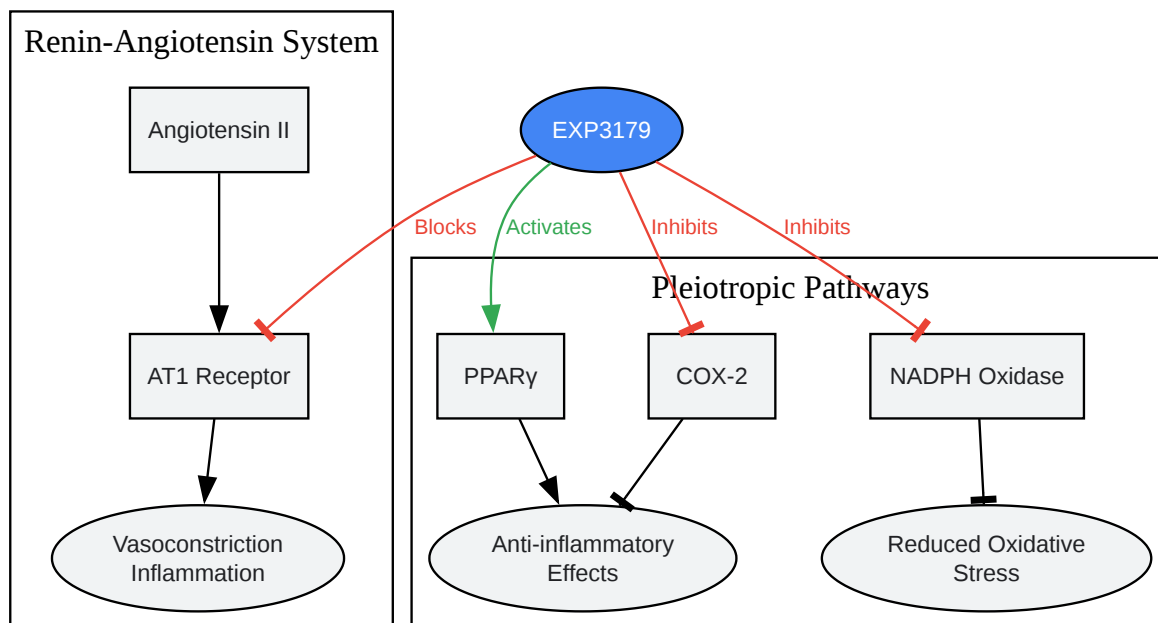 Renin-Angiotensin System
Angiotensin II
EXP3179
Blocks
Activates
Inhibits
Inhibits
Pleiotropic Pathways
AT1 Receptor
PPARγ
COX-2
NADPH Oxidase
Vasoconstriction
Inflammation
Anti-inflammatory
Effects
Reduced Oxidative
Stress